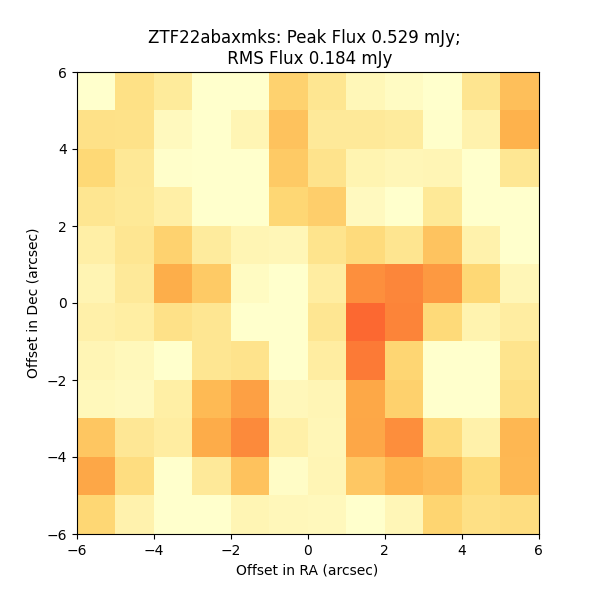 ZTF22abaxmks: Peak Flux 0.529 mJy;
RMS Flux 0.184 mJy
6
4
2
0
−2
−4
−6
Offset in Dec (arcsec)
−6 −4 −2 0 2 4 6
Offset in RA (arcsec)